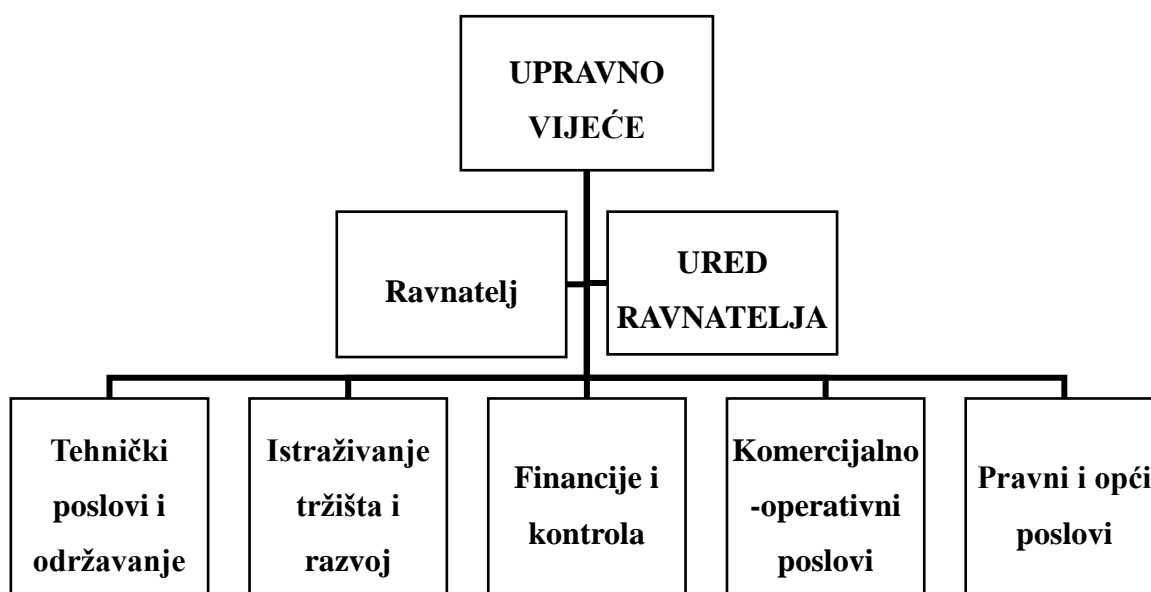 UPRAVNO
VIJEĆE
Ravnatelj
URED
RAVNATELJA
Tehnički
poslovi i
održavanje
Istraživanje
tržišta i
razvoj
Financije i
kontrola
Komercijalno
-operativni
poslovi
Pravni i opći
poslovi